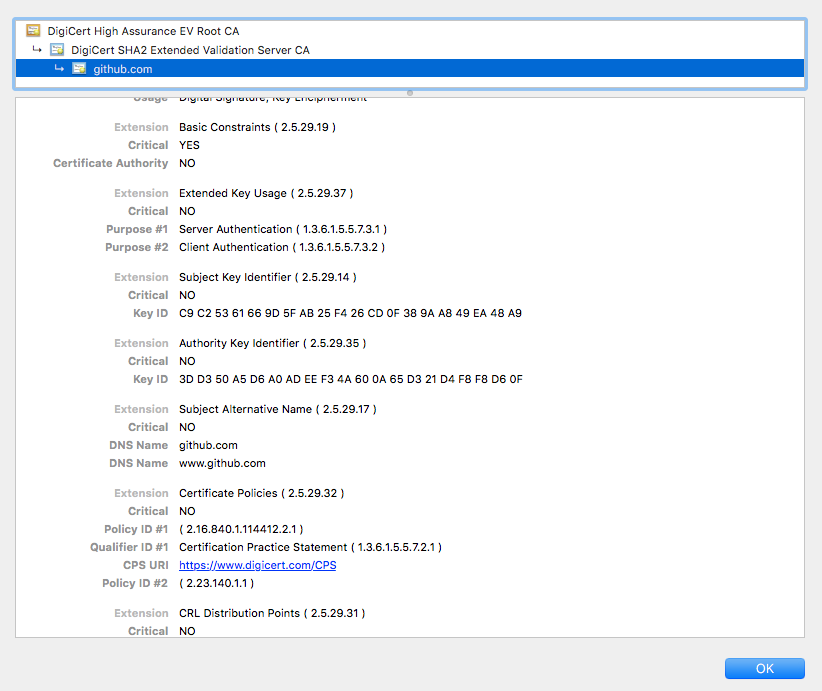 DigiCert High Assurance EV Root CA
DigiCert SHA2 Extended Validation Server CA
github.com
Usage Digital Signature, Key Encipherment
Extension Basic Constraints ( 2.5.29.19 )
Critical YES
Certificate Authority NO
Extension Extended Key Usage ( 2.5.29.37 )
Critical NO
Purpose #1 Server Authentication ( 1.3.6.1.5.5.7.3.1 )
Purpose #2 Client Authentication ( 1.3.6.1.5.5.7.3.2 )
Extension Subject Key Identifier ( 2.5.29.14 )
Critical NO
Key ID C9 C2 53 61 66 9D 5F AB 25 F4 26 CD 0F 38 9A A8 49 EA 48 A9
Extension Authority Key Identifier ( 2.5.29.35 )
Critical NO
Key ID 3D D3 50 A5 D6 A0 AD EE F3 4A 60 0A 65 D3 21 D4 F8 F8 D6 0F
Extension Subject Alternative Name ( 2.5.29.17 )
Critical NO
DNS Name github.com
DNS Name www.github.com
Extension Certificate Policies ( 2.5.29.32 )
Critical NO
Policy ID #1 ( 2.16.840.1.114412.2.1 )
Qualifier ID #1 Certification Practice Statement ( 1.3.6.1.5.5.7.2.1 )
CPS URI https://www.digicert.com/CPS
Policy ID #2 ( 2.23.140.1.1 )
Extension CRL Distribution Points ( 2.5.29.31 )
Critical NO
OK